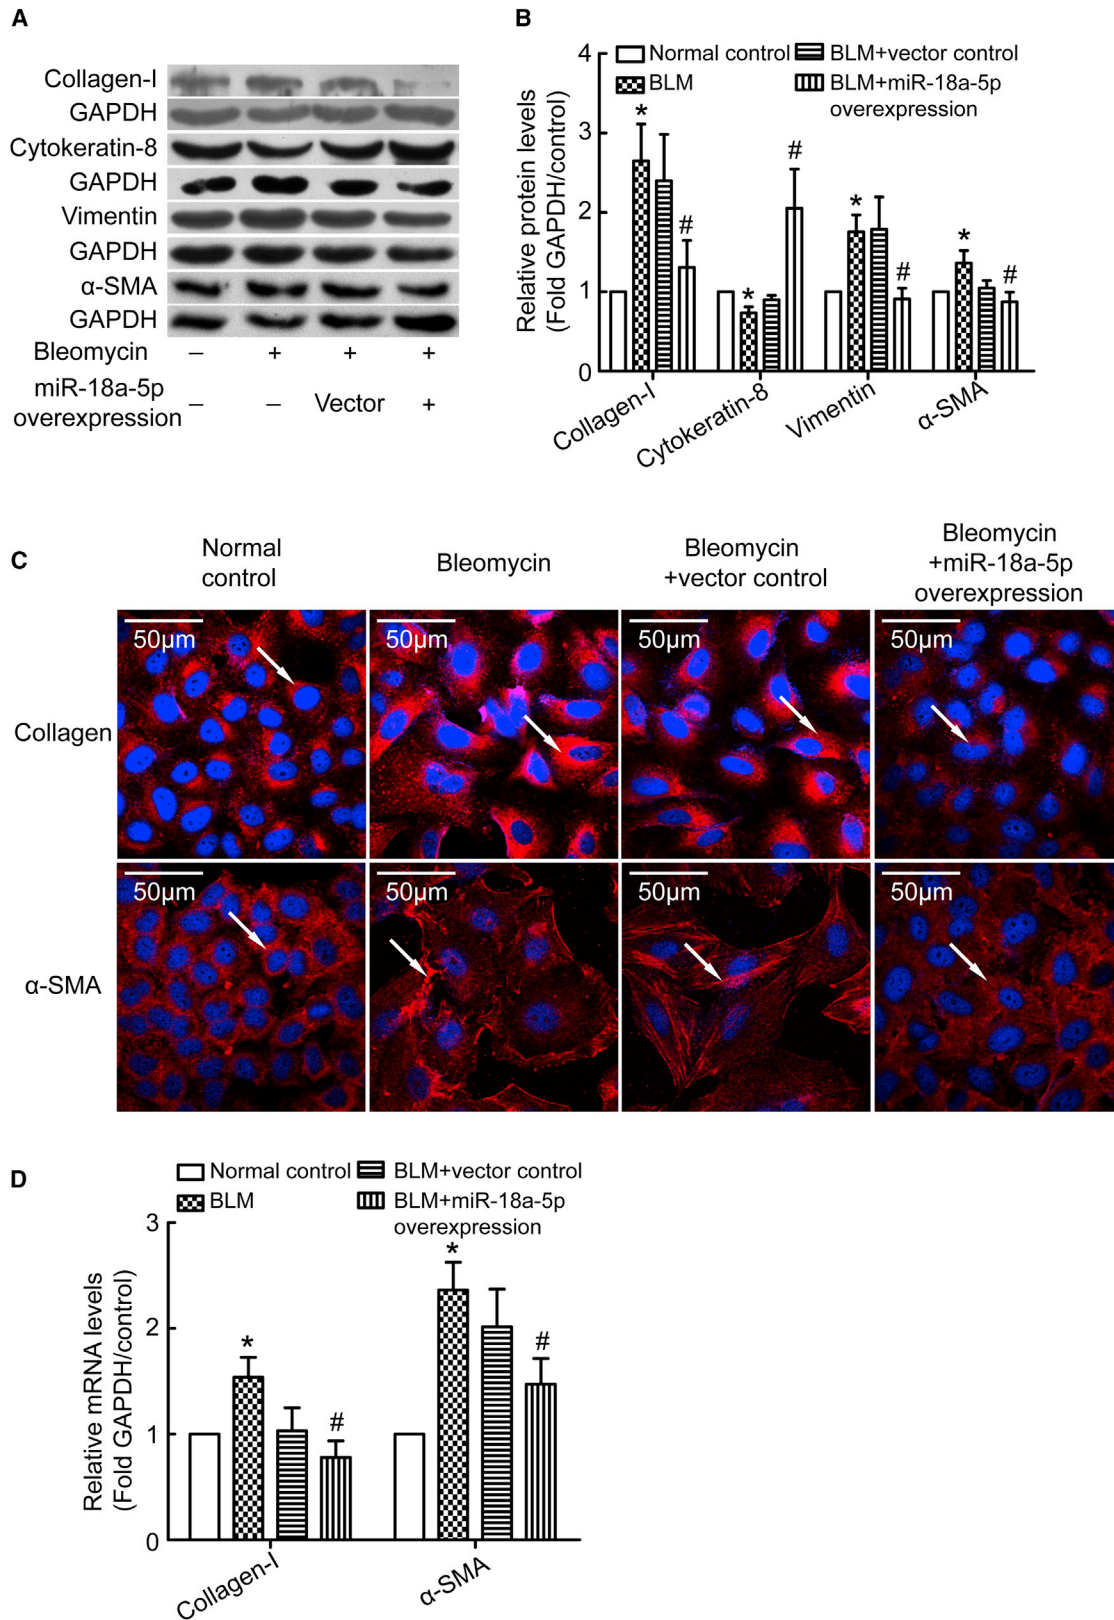 A
Collagen-I
GAPDH
Cytokeratin-8
GAPDH
Vimentin
GAPDH
α-SMA
GAPDH
Bleomycin − + + +
miR-18a-5p
overexpression − − Vector +
B
Normal control BLM+vector control
BLM BLM+miR-18a-5p
overexpression
Relative protein levels
(Fold GAPDH/control)
4
3
2
1
0
* # * # * # * #
Collagen-I Cytokeratin-8 Vimentin α-SMA
C
Normal
control
Bleomycin
Bleomycin
+vector control
Bleomycin
+miR-18a-5p
overexpression
Collagen
50μm 50μm 50μm 50μm
α-SMA
50μm 50μm 50μm 50μm
D
Normal control BLM+vector control
BLM BLM+miR-18a-5p
overexpression
Relative mRNA levels
(Fold GAPDH/control)
3
2
1
0
* # * #
Collagen-I α-SMA